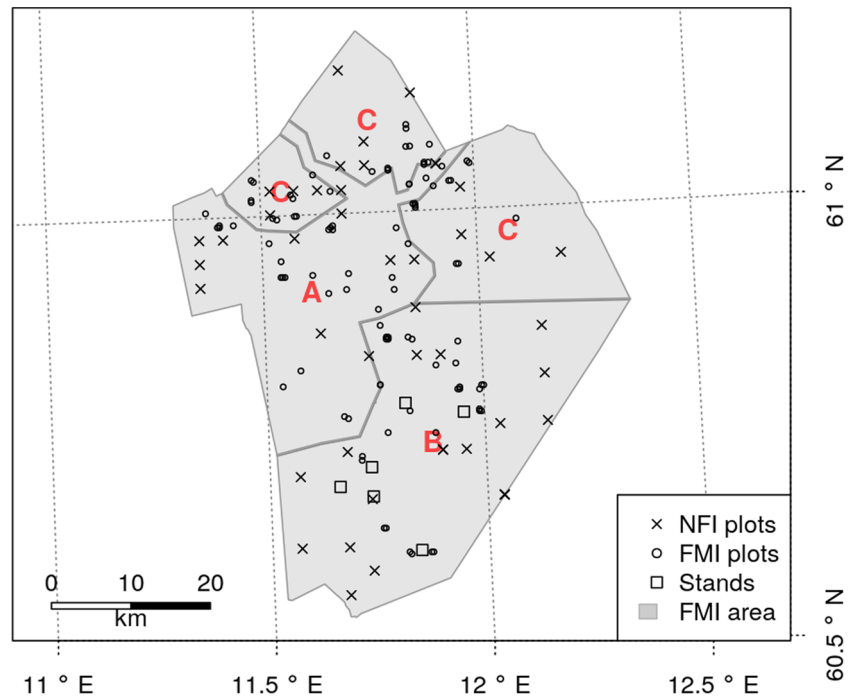 C
C
C
A
B
61 ° N
60.5 ° N
0 10 20
km
NFI plots
FMI plots
Stands
FMI area
11 ° E 11.5 ° E 12 ° E 12.5 ° E